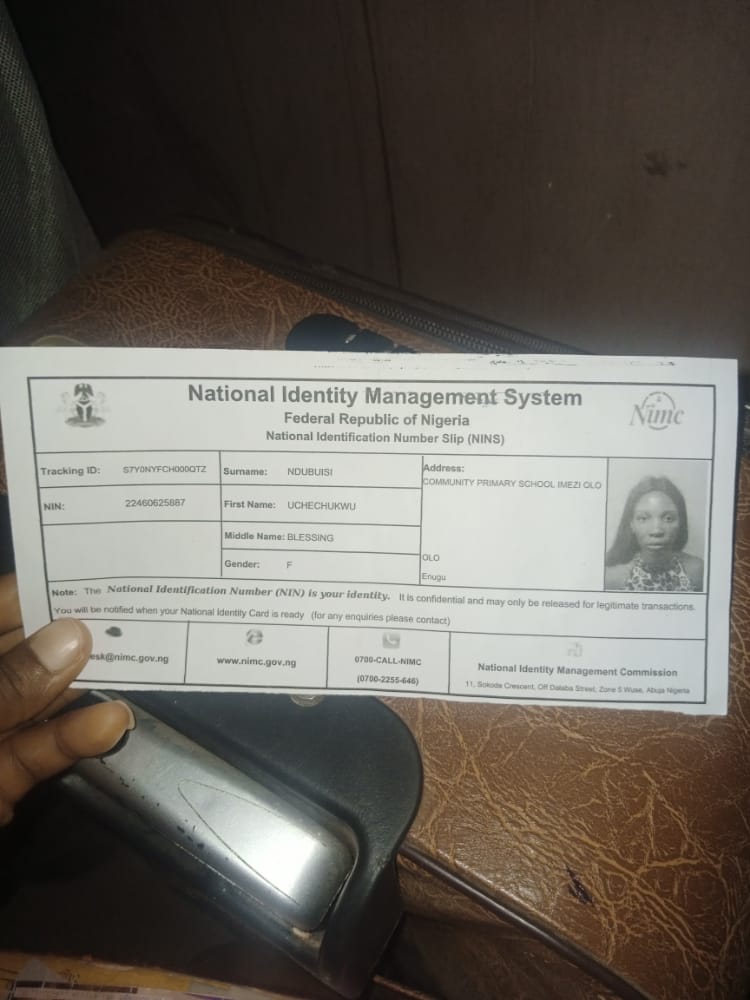 National Identity Management System
Federal Republic of Nigeria
National Identification Number Slip (NINS)
Nimc
Tracking ID: S7Y0NYFCH000QTZ
Surname: NDUBUISI
Address:
COMMUNITY PRIMARY SCHOOL IMEZI OLO
NIN: 22460625887
First Name: UCHECHUKWU
Middle Name: BLESSING
OLO
Gender: F
Enugu
Note: The National Identification Number (NIN) is your identity. It is confidential and may only be released for legitimate transactions.
You will be notified when your National Identity Card is ready (for any enquiries please contact)
esk@nimc.gov.ng
www.nimc.gov.ng
0700-CALL-NIMC
(0700-2255-646)
National Identity Management Commission
11, Sokode Crescent, Off Dalaba Street, Zone 5 Wuse, Abuja Nigeria